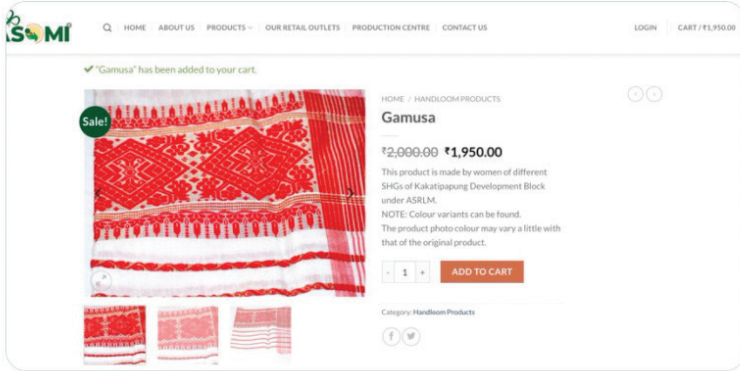 ASOMI
HOME ABOUT US PRODUCTS OUR RETAIL OUTLETS PRODUCTION CENTRE CONTACT US LOGIN CART / ₹1,950.00
"Gamusa" has been added to your cart.
Sale!
HOME / HANDLOOM PRODUCTS
Gamusa
₹2,000.00 ₹1,950.00
This product is made by women of different
SHGs of Kakatipapung Development Block
under ASRLM.
NOTE: Colour variants can be found.
The product photo colour may vary a little with
that of the original product.
- 1 + ADD TO CART
Category: Handloom Products